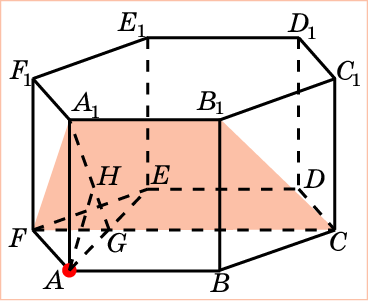 E₁ D₁
F₁ C₁
A₁ B₁
H E D
F G C
A B